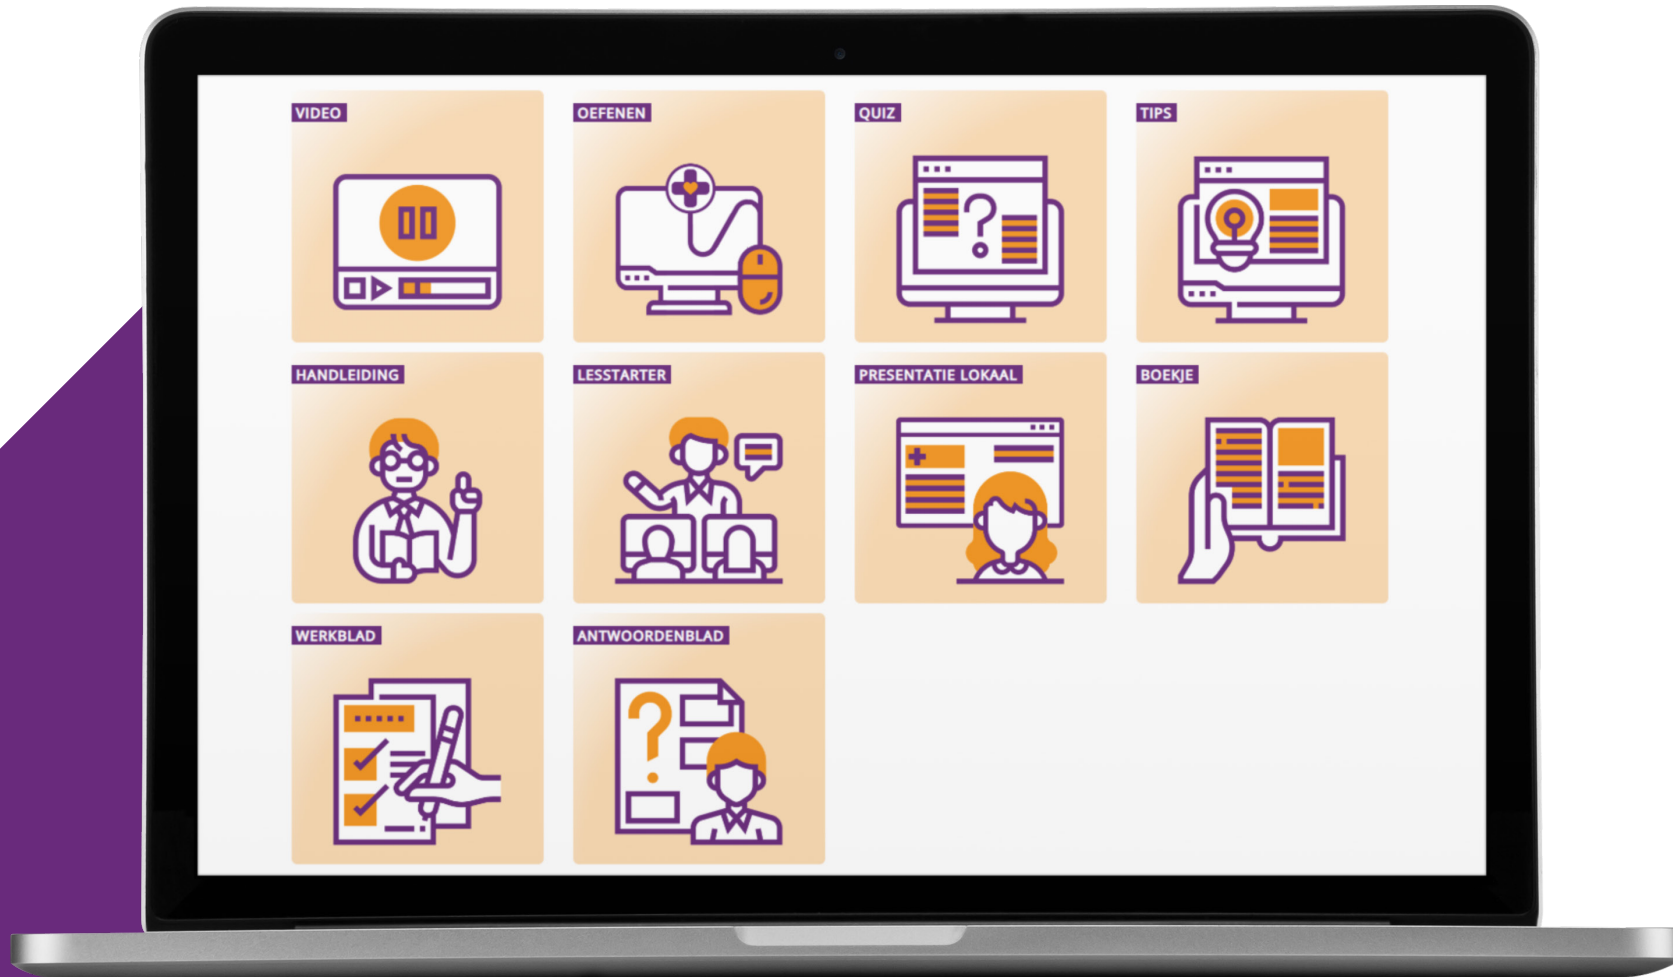 VIDEO
OEFENEN
QUIZ
TIPS
HANDLEIDING
LESSTARTER
PRESENTATIE LOKAAL
BOEKJE
WERKBLAD
ANTWOORDENBLAD